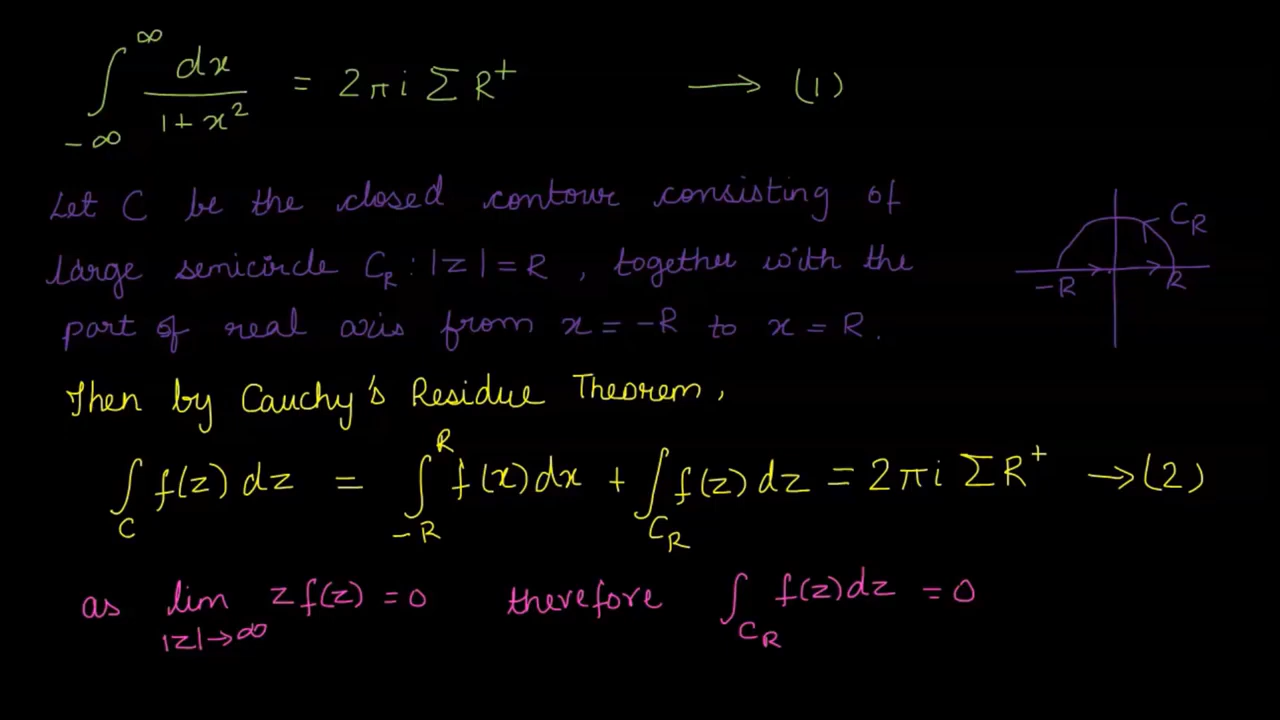 ∫_{-∞}^{∞} dx/(1+x²) = 2πi ∑R⁺ → (1)
Let C be the closed contour consisting of
large semicircle C_R : |z| = R , together with the
part of real axis from x = -R to x = R .
C_R
-R R
Then by Cauchy's Residue Theorem,
∫_C f(z) dz = ∫_{-R}^{R} f(x) dx + ∫_{C_R} f(z) dz = 2πi ∑R⁺ → (2)
as lim_{|z|→∞} z f(z) = 0 therefore ∫_{C_R} f(z) dz = 0